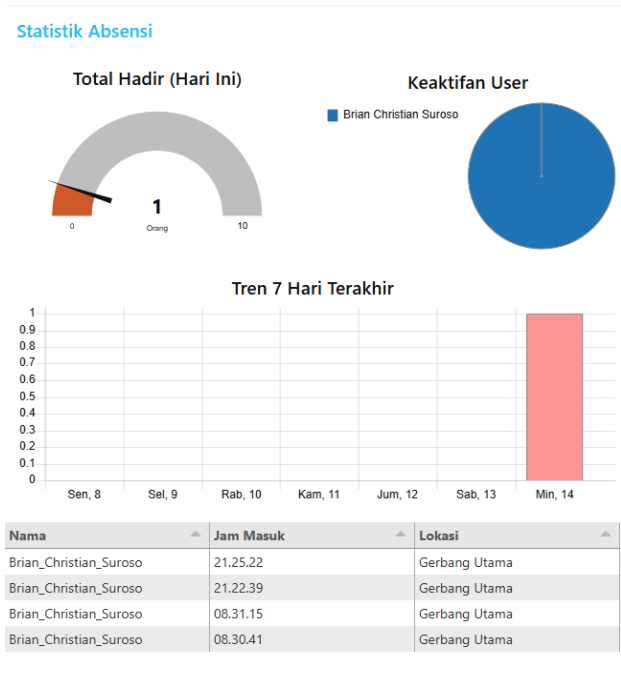 Statistik Absensi
Total Hadir (Hari Ini)
1
0
Orang
10
Keaktifan User
Brian Christian Suroso
Tren 7 Hari Terakhir
1
0.9
0.8
0.7
0.6
0.5
0.4
0.3
0.2
0.1
0
Sen, 8 Sel, 9 Rab, 10 Kam, 11 Jum, 12 Sab, 13 Min, 14
Nama Jam Masuk Lokasi
Brian_Christian_Suroso 21.25.22 Gerbang Utama
Brian_Christian_Suroso 21.22.39 Gerbang Utama
Brian_Christian_Suroso 08.31.15 Gerbang Utama
Brian_Christian_Suroso 08.30.41 Gerbang Utama